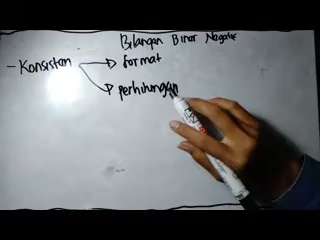 Bilangan Biner Negatif
- Konsisten → format
→ perhitungan